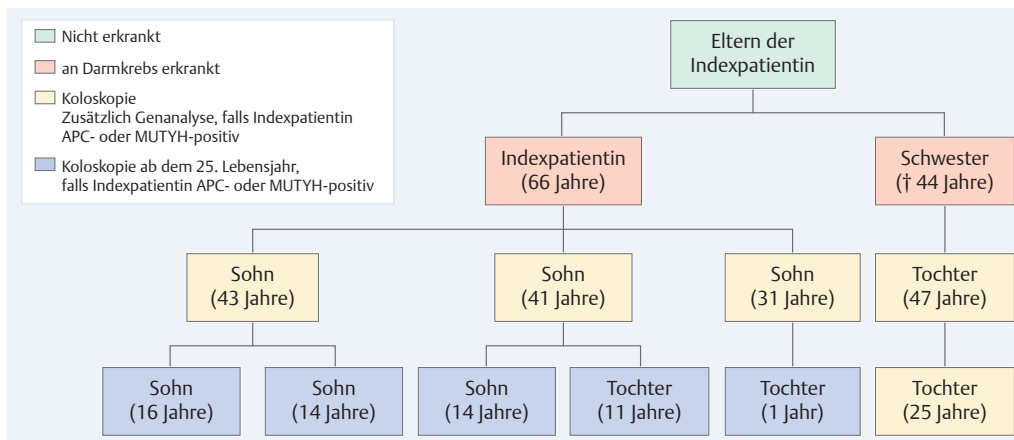 Nicht erkrankt
an Darmkrebs erkrankt
Koloskopie
Zusätzlich Genanalyse, falls Indexpatientin
APC- oder MUTYH-positiv
Koloskopie ab dem 25. Lebensjahr,
falls Indexpatientin APC- oder MUTYH-positiv
Eltern der
Indexpatientin
Indexpatientin
(66 Jahre)
Schwester
(† 44 Jahre)
Sohn
(43 Jahre)
Sohn
(41 Jahre)
Sohn
(31 Jahre)
Tochter
(47 Jahre)
Sohn
(16 Jahre)
Sohn
(14 Jahre)
Sohn
(14 Jahre)
Tochter
(11 Jahre)
Tochter
(1 Jahr)
Tochter
(25 Jahre)